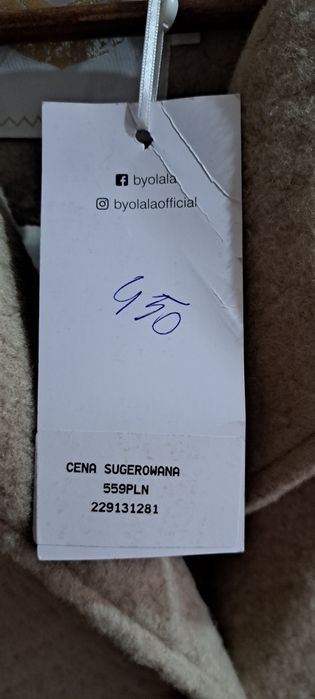 byolala
byolalaofficial
450
CENA SUGEROWANA
559PLN
229131281